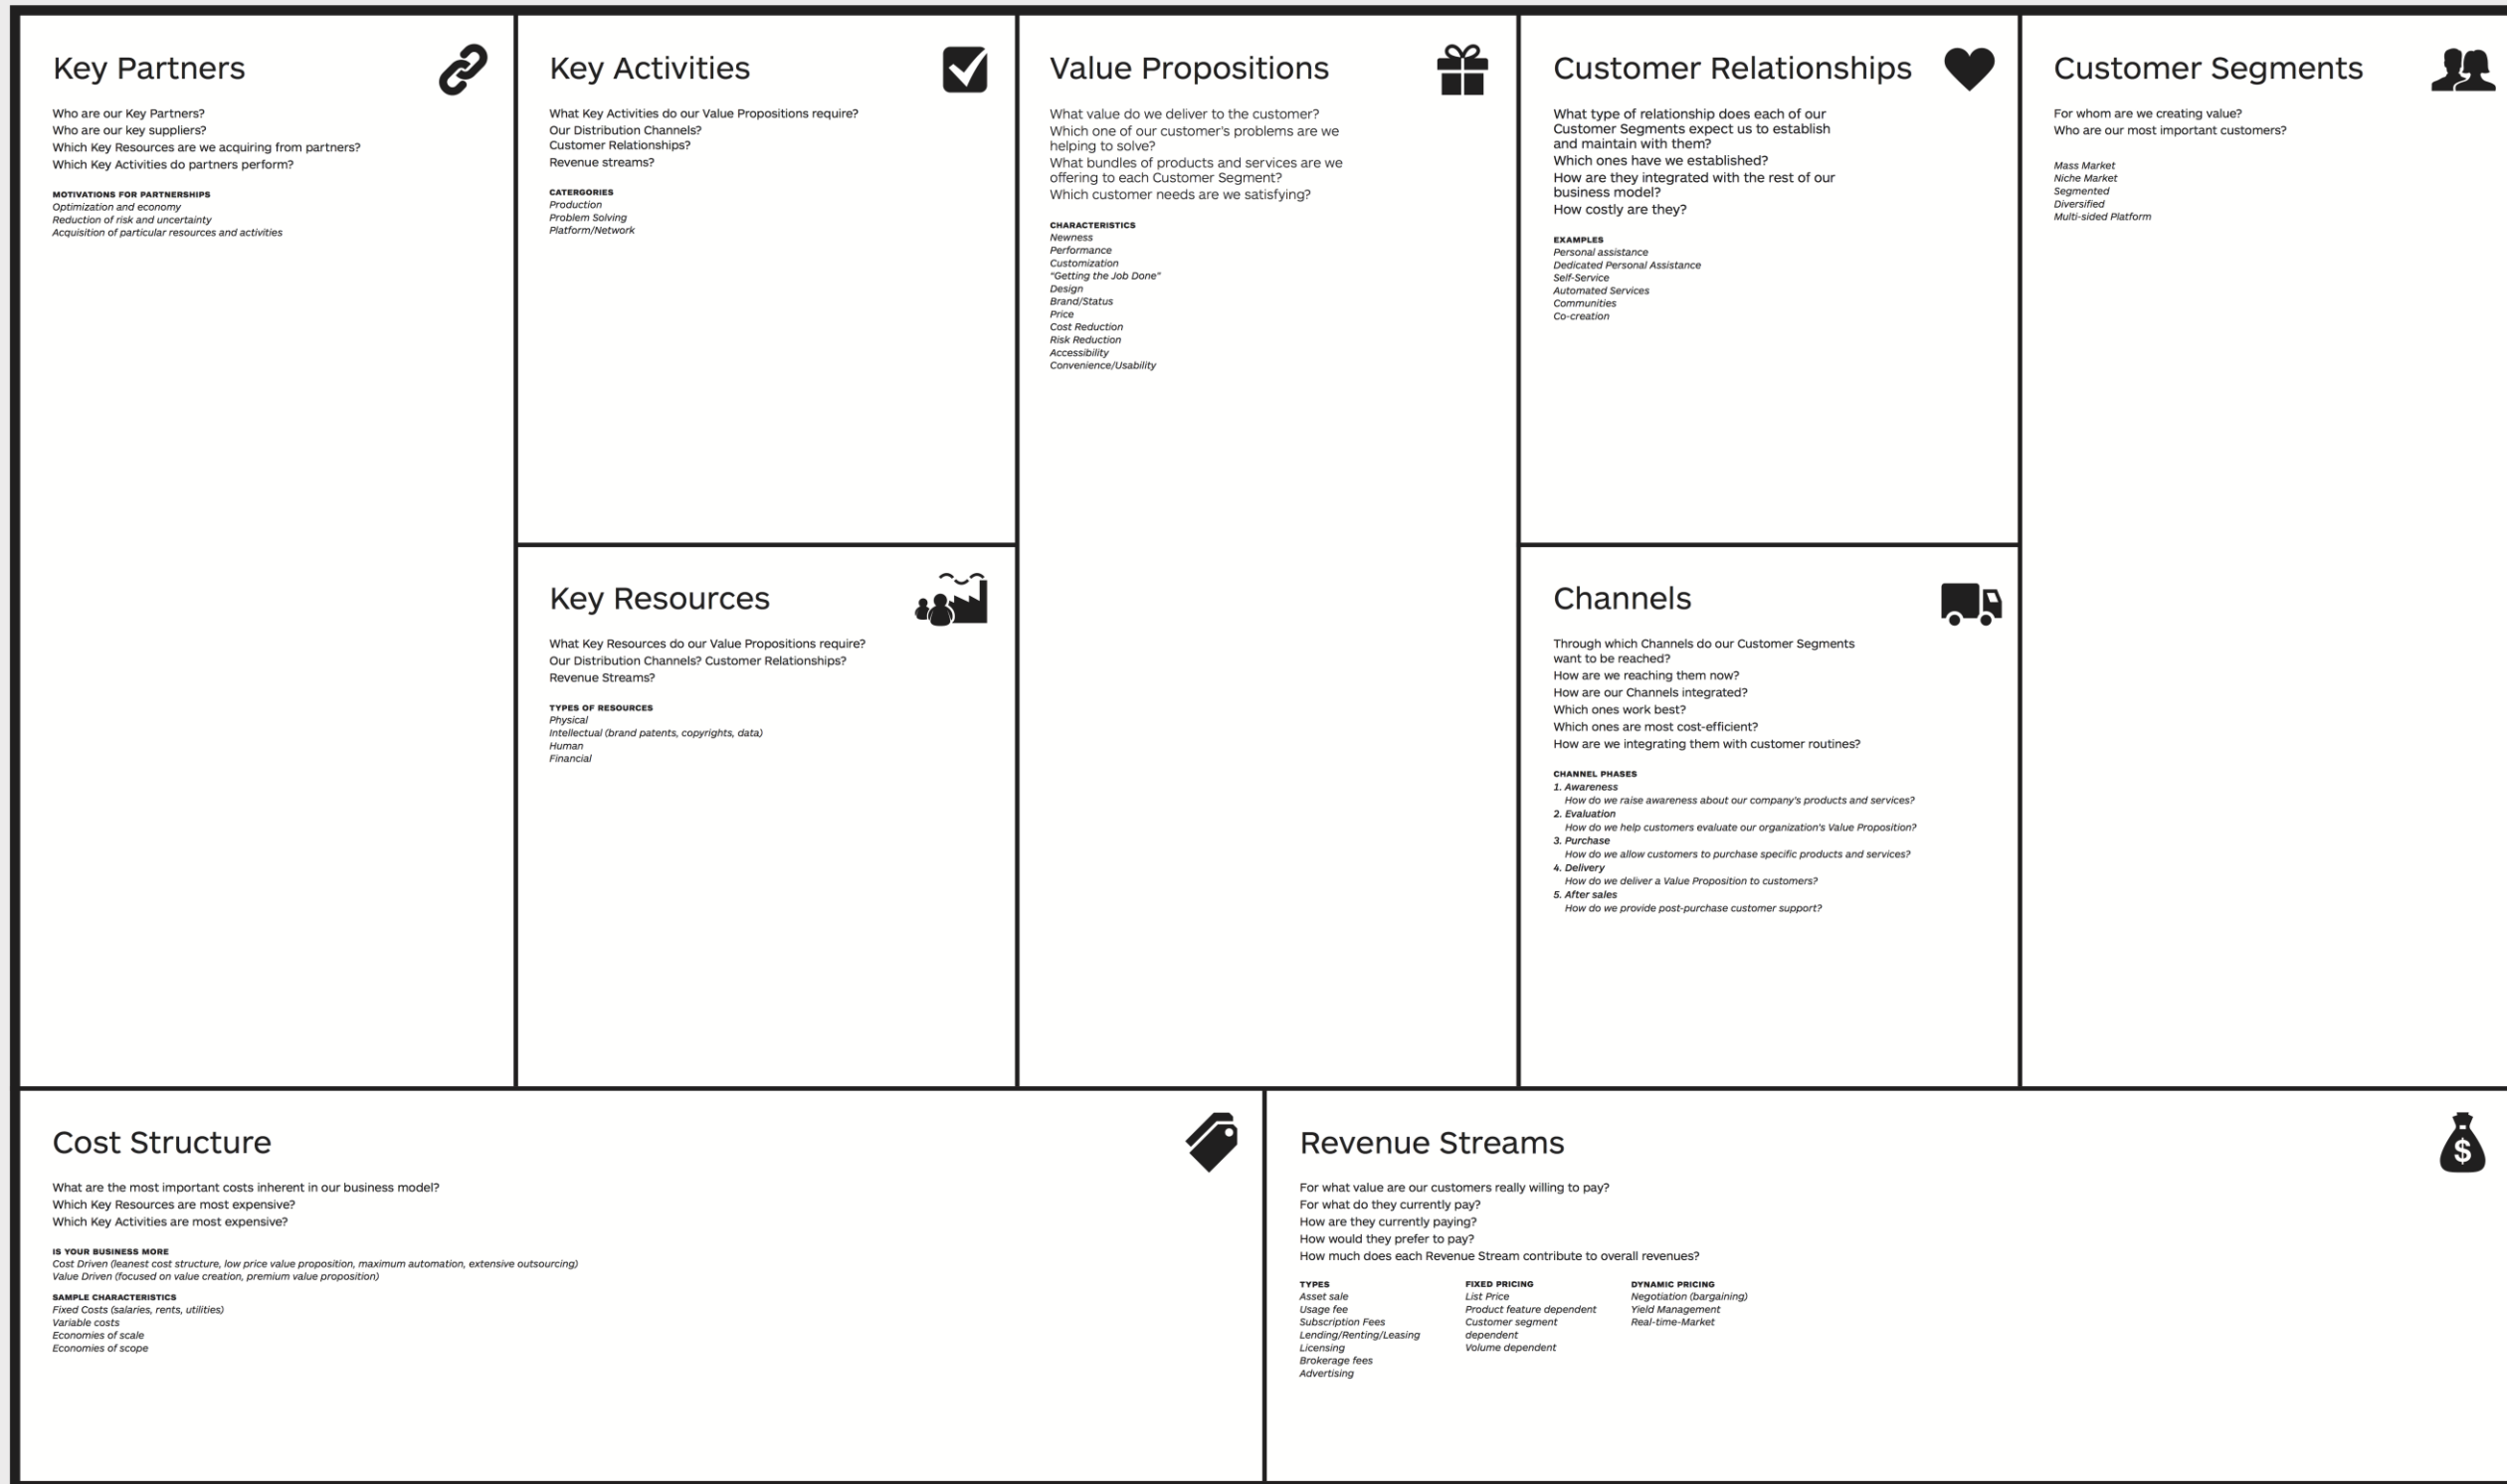 Key Partners
Who are our Key Partners?
Who are our key suppliers?
Which Key Resources are we acquiring from partners?
Which Key Activities do partners perform?
MOTIVATIONS FOR PARTNERSHIPS
Optimization and economy
Reduction of risk and uncertainty
Acquisition of particular resources and activities
Key Activities
What Key Activities do our Value Propositions require?
Our Distribution Channels?
Customer Relationships?
Revenue streams?
CATERGORIES
Production
Problem Solving
Platform/Network
Key Resources
What Key Resources do our Value Propositions require?
Our Distribution Channels? Customer Relationships?
Revenue Streams?
TYPES OF RESOURCES
Physical
Intellectual (brand patents, copyrights, data)
Human
Financial
Value Propositions
What value do we deliver to the customer?
Which one of our customer's problems are we
helping to solve?
What bundles of products and services are we
offering to each Customer Segment?
Which customer needs are we satisfying?
CHARACTERISTICS
Newness
Performance
Customization
"Getting the Job Done"
Design
Brand/Status
Price
Cost Reduction
Risk Reduction
Accessibility
Convenience/Usability
Customer Relationships
What type of relationship does each of our
Customer Segments expect us to establish
and maintain with them?
Which ones have we established?
How are they integrated with the rest of our
business model?
How costly are they?
EXAMPLES
Personal assistance
Dedicated Personal Assistance
Self-Service
Automated Services
Communities
Co-creation
Channels
Through which Channels do our Customer Segments
want to be reached?
How are we reaching them now?
How are our Channels integrated?
Which ones work best?
Which ones are most cost-efficient?
How are we integrating them with customer routines?
CHANNEL PHASES
1. Awareness
How do we raise awareness about our company's products and services?
2. Evaluation
How do we help customers evaluate our organization's Value Proposition?
3. Purchase
How do we allow customers to purchase specific products and services?
4. Delivery
How do we deliver a Value Proposition to customers?
5. After sales
How do we provide post-purchase customer support?
Customer Segments
For whom are we creating value?
Who are our most important customers?
Mass Market
Niche Market
Segmented
Diversified
Multi-sided Platform
Cost Structure
What are the most important costs inherent in our business model?
Which Key Resources are most expensive?
Which Key Activities are most expensive?
IS YOUR BUSINESS MORE
Cost Driven (leanest cost structure, low price value proposition, maximum automation, extensive outsourcing)
Value Driven (focused on value creation, premium value proposition)
SAMPLE CHARACTERISTICS
Fixed Costs (salaries, rents, utilities)
Variable costs
Economies of scale
Economies of scope
Revenue Streams
$
For what value are our customers really willing to pay?
For what do they currently pay?
How are they currently paying?
How would they prefer to pay?
How much does each Revenue Stream contribute to overall revenues?
TYPES
Asset sale
Usage fee
Subscription Fees
Lending/Renting/Leasing
Licensing
Brokerage fees
Advertising
FIXED PRICING
List Price
Product feature dependent
Customer segment
dependent
Volume dependent
DYNAMIC PRICING
Negotiation (bargaining)
Yield Management
Real-time-Market